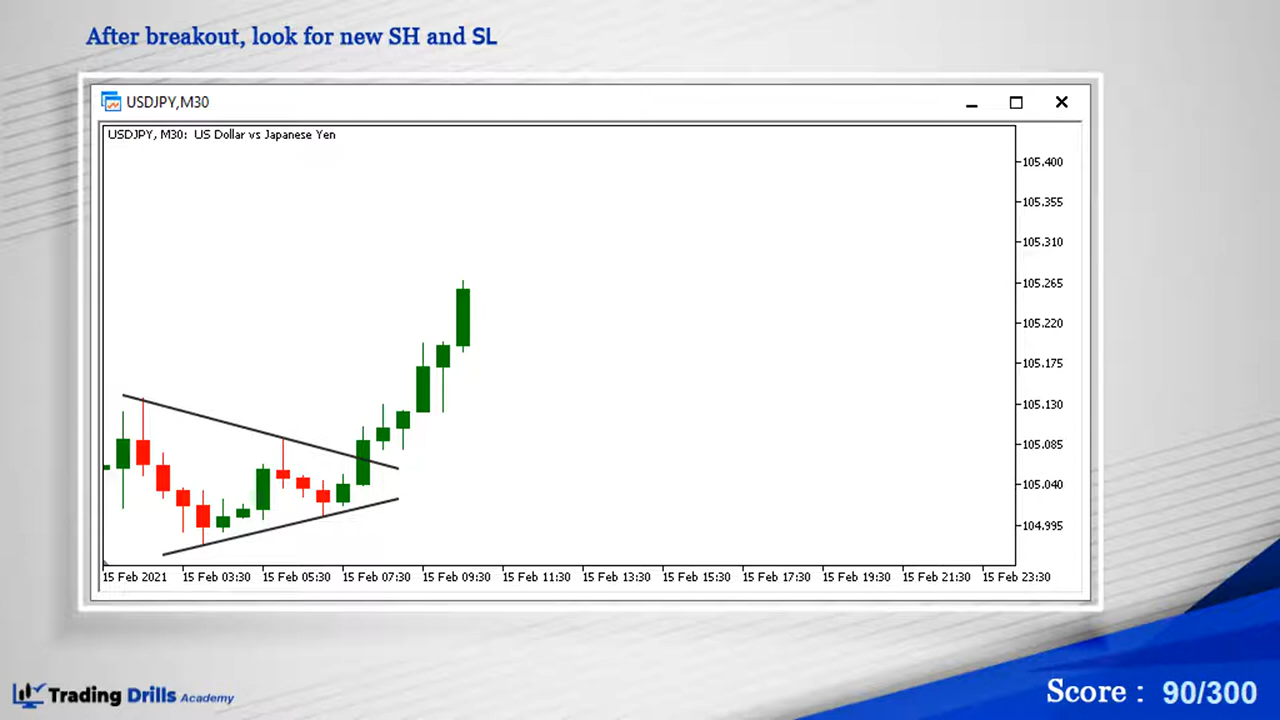 After breakout, look for new SH and SL
USDJPY,M30
USDJPY, M30: US Dollar vs Japanese Yen
105.400
105.355
105.310
105.265
105.220
105.175
105.130
105.085
105.040
104.995
15 Feb 2021 15 Feb 03:30 15 Feb 05:30 15 Feb 07:30 15 Feb 09:30 15 Feb 11:30 15 Feb 13:30 15 Feb 15:30 15 Feb 17:30 15 Feb 19:30 15 Feb 21:30 15 Feb 23:30
Trading Drills Academy
Score : 90/300